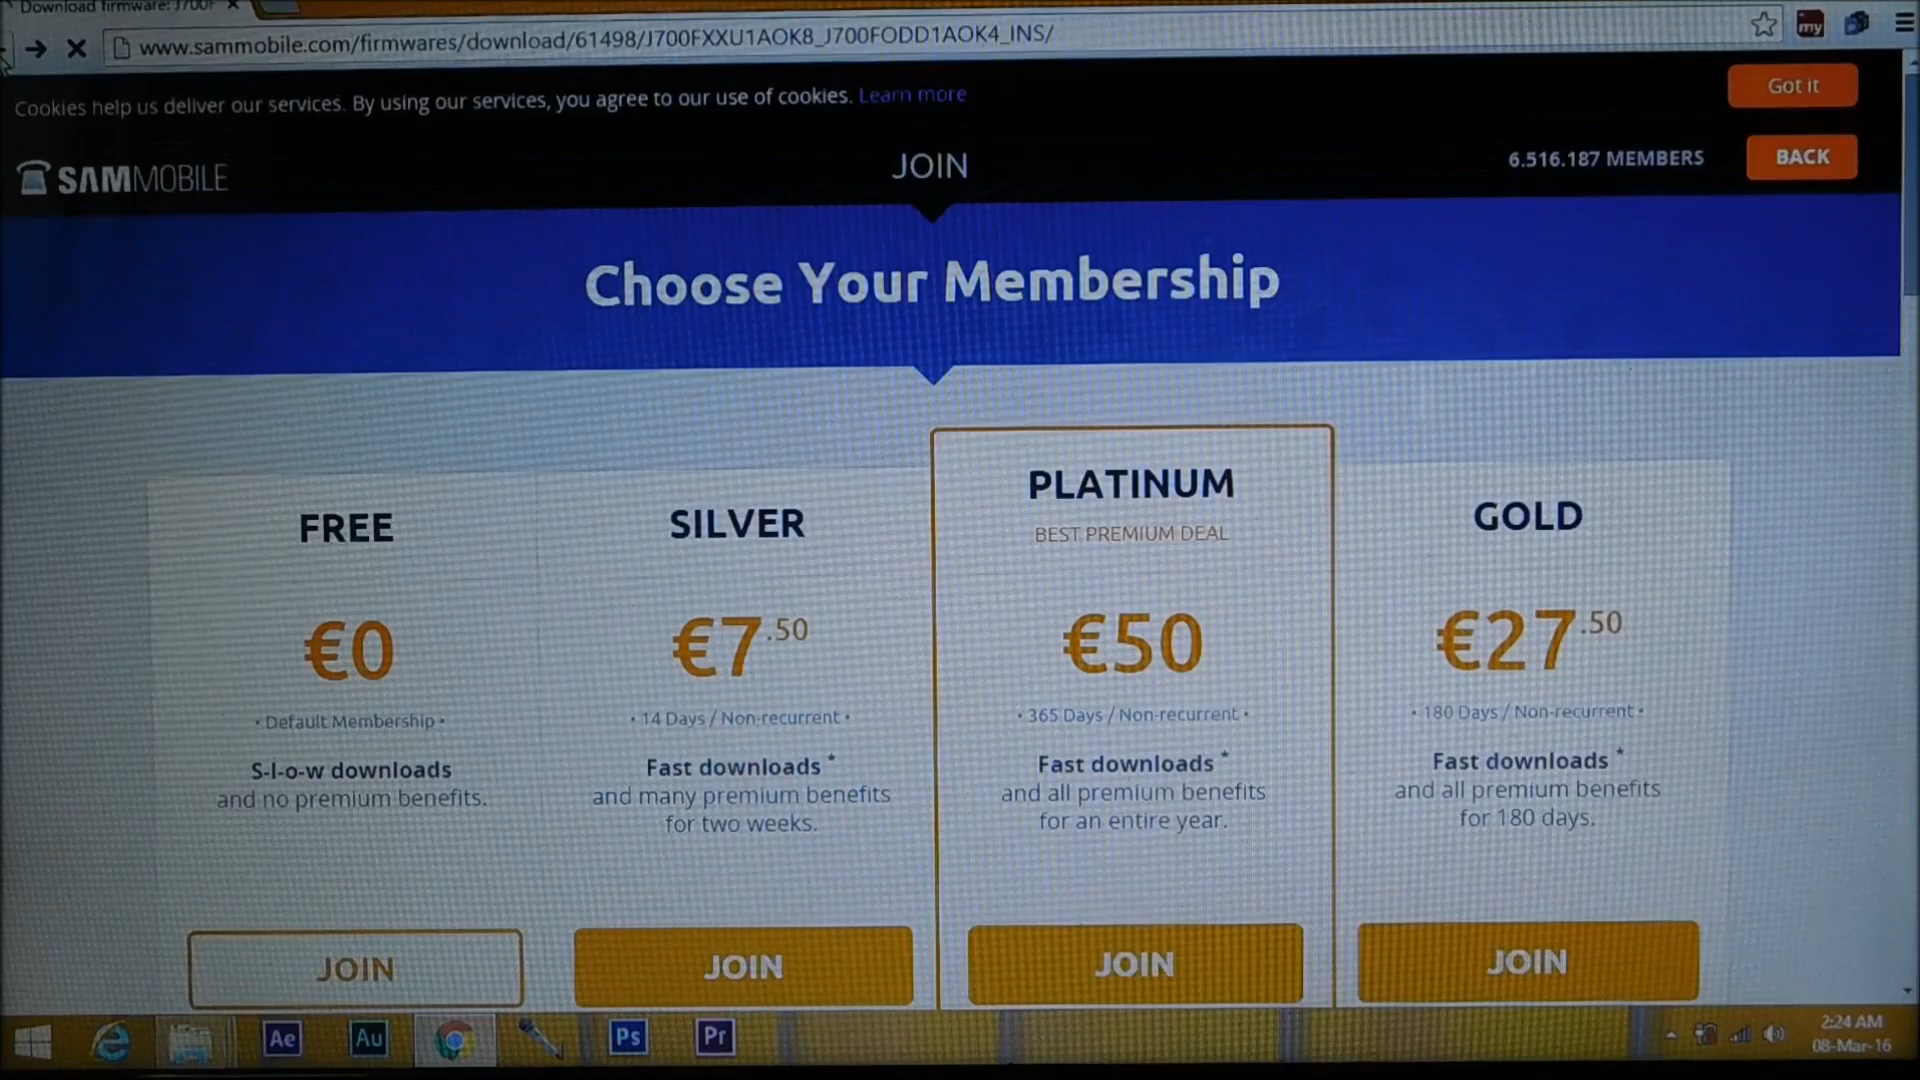 Download firmware: J700F
www.sammobile.com/firmwares/download/61498/J700FXXU1AOK8_J700FODD1AOK4_INS/
my
Cookies help us deliver our services. By using our services, you agree to our use of cookies. Learn more
Got it
SAMMOBILE
JOIN
6.516.187 MEMBERS
BACK
Choose Your Membership
FREE
€0
• Default Membership •
S-l-o-w downloads
and no premium benefits.
JOIN
SILVER
€7.50
• 14 Days / Non-recurrent •
Fast downloads *
and many premium benefits
for two weeks.
JOIN
PLATINUM
BEST PREMIUM DEAL
€50
• 365 Days / Non-recurrent •
Fast downloads *
and all premium benefits
for an entire year.
JOIN
GOLD
€27.50
• 180 Days / Non-recurrent •
Fast downloads *
and all premium benefits
for 180 days.
JOIN
Ae
Au
Ps
Pr
2:24 AM
08-Mar-16